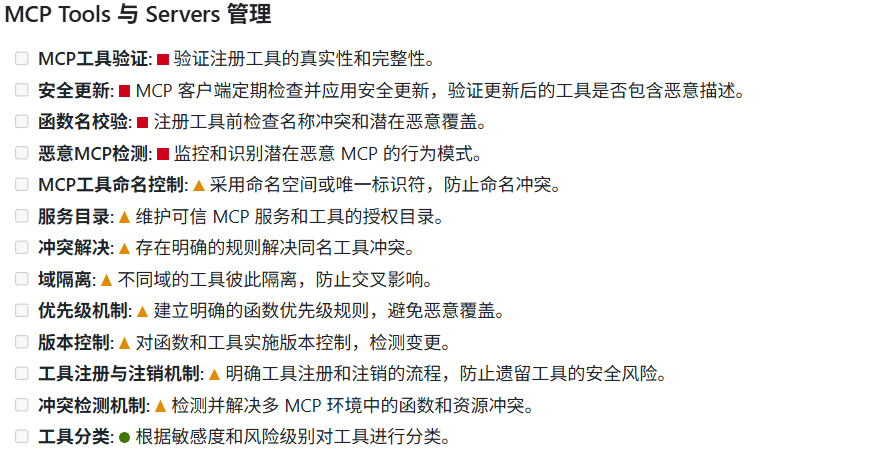 MCP Tools 与 Servers 管理
MCP工具验证: 验证注册工具的真实性和完整性。
安全更新: MCP 客户端定期检查并应用安全更新，验证更新后的工具是否包含恶意描述。
函数名校验: 注册工具前检查名称冲突和潜在恶意覆盖。
恶意MCP检测: 监控和识别潜在恶意 MCP 的行为模式。
MCP工具命名控制: 采用命名空间或唯一标识符，防止命名冲突。
服务目录: 维护可信 MCP 服务和工具的授权目录。
冲突解决: 存在明确的规则解决同名工具冲突。
域隔离: 不同域的工具彼此隔离，防止交叉影响。
优先级机制: 建立明确的函数优先级规则，避免恶意覆盖。
版本控制: 对函数和工具实施版本控制，检测变更。
工具注册与注销机制: 明确工具注册和注销的流程，防止遗留工具的安全风险。
冲突检测机制: 检测并解决多 MCP 环境中的函数和资源冲突。
工具分类: 根据敏感度和风险级别对工具进行分类。